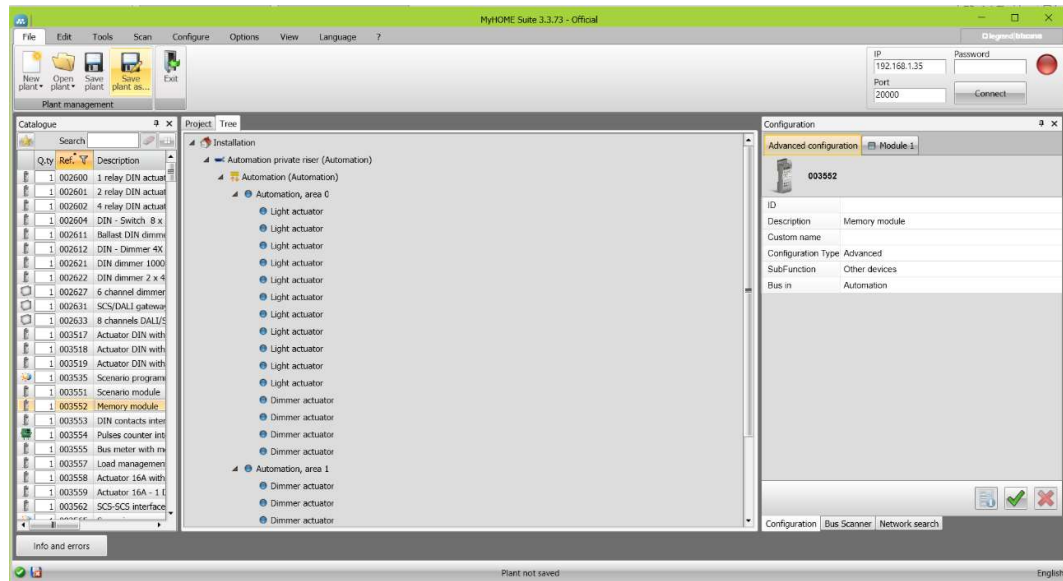 MyHOME Suite 3.3.73 - Official
File Edit Tools Scan Configure Options View Language ?
New plant Open plant Save plant Save plant as... Exit
Plant management
IP Password
192.168.1.35
Port
20000 Connect
Catalogue
Search
Q.ty Ref. Description
1 002600 1 relay DIN actuat
1 002601 2 relay DIN actuat
1 002602 4 relay DIN actuat
1 002604 DIN - Switch 8 x
1 002611 Ballast DIN dimm
1 002612 DIN - Dimmer 4X
1 002621 DIN dimmer 1000
1 002622 DIN dimmer 2 x 4
1 002627 6 channel dimmer
1 002631 SCS/DALI gatewa
1 002633 8 channels DALI/S
1 003517 Actuator DIN with
1 003518 Actuator DIN with
1 003519 Actuator DIN with
1 003535 Scenario program
1 003551 Scenario module
1 003552 Memory module
1 003553 DIN contacts inter
1 003554 Pulses counter int
1 003555 Bus meter with m
1 003557 Load managemen
1 003558 Actuator 16A with
1 003559 Actuator 16A - 1
1 003562 SCS-SCS interface
Project Tree
Installation
Automation private riser (Automation)
Automation (Automation)
Automation, area 0
Light actuator
Light actuator
Light actuator
Light actuator
Light actuator
Light actuator
Light actuator
Light actuator
Light actuator
Light actuator
Light actuator
Dimmer actuator
Dimmer actuator
Dimmer actuator
Dimmer actuator
Automation, area 1
Dimmer actuator
Dimmer actuator
Dimmer actuator
Configuration
Advanced configuration Module 1
003552
ID
Description Memory module
Custom name
Configuration Type Advanced
SubFunction Other devices
Bus in Automation
Configuration Bus Scanner Network search
Info and errors
Plant not saved
English